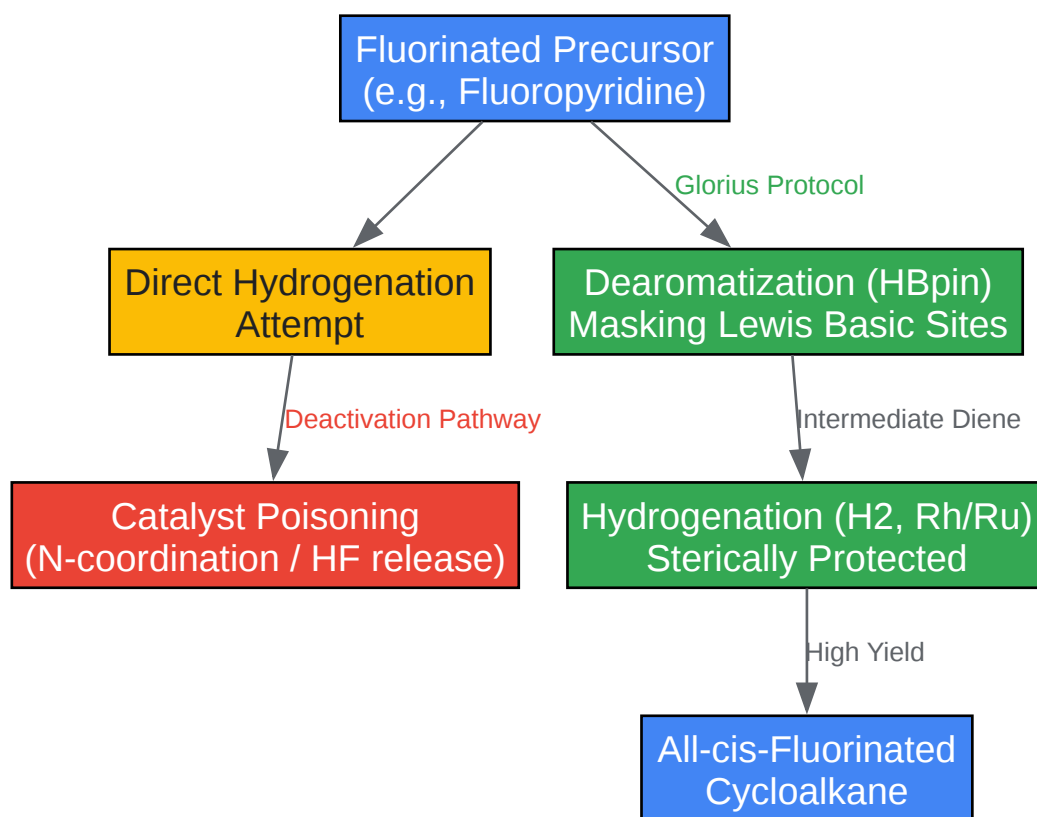 Fluorinated Precursor
(e.g., Fluoropyridine)
Glorius Protocol
Direct Hydrogenation
Attempt
Dearomatization (HBpin)
Masking Lewis Basic Sites
Deactivation Pathway
Intermediate Diene
Catalyst Poisoning
(N-coordination / HF release)
Hydrogenation (H2, Rh/Ru)
Sterically Protected
High Yield
All-cis-Fluorinated
Cycloalkane